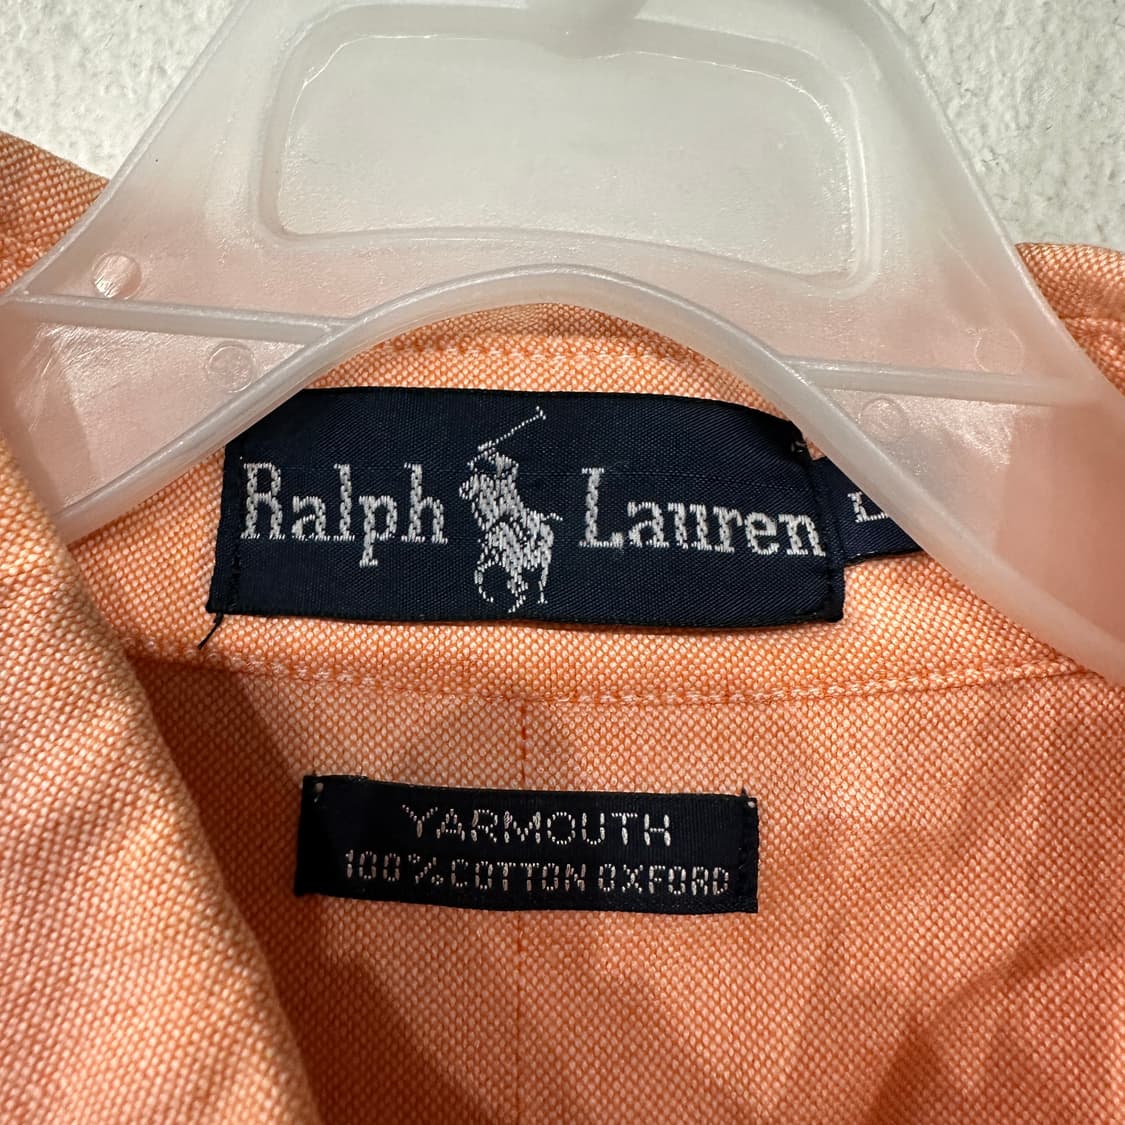 Ralph Lauren
L
YARMOUTH
100% COTTON OXFORD